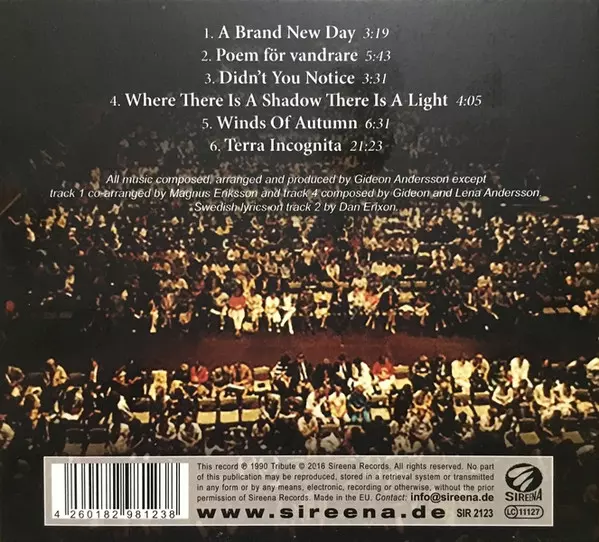 1. A Brand New Day 3:19
2. Poem för vandrare 5:43
3. Didn't You Notice 3:31
4. Where There Is A Shadow There Is A Light 4:05
5. Winds Of Autumn 6:31
6. Terra Incognita 21:23
All music composed, arranged and produced by Gideon Andersson except
track 1 co-arranged by Magnus Eriksson and track 4 composed by Gideon and Lena Andersson.
Swedish lyrics on track 2 by Dan Erixon.
This record ℗ 1990 Tribute © 2016 Sireena Records. All rights reserved. No part
of this publication may be reproduced, stored in a retrieval system or transmitted
in any form or by any means, electronic, recording or otherwise, without the prior
permission of Sireena Records. Made in the EU. Contact: info@sireena.de
www.sireena.de SIR 2123
SIREENA
LC 11127
4 260182 981238